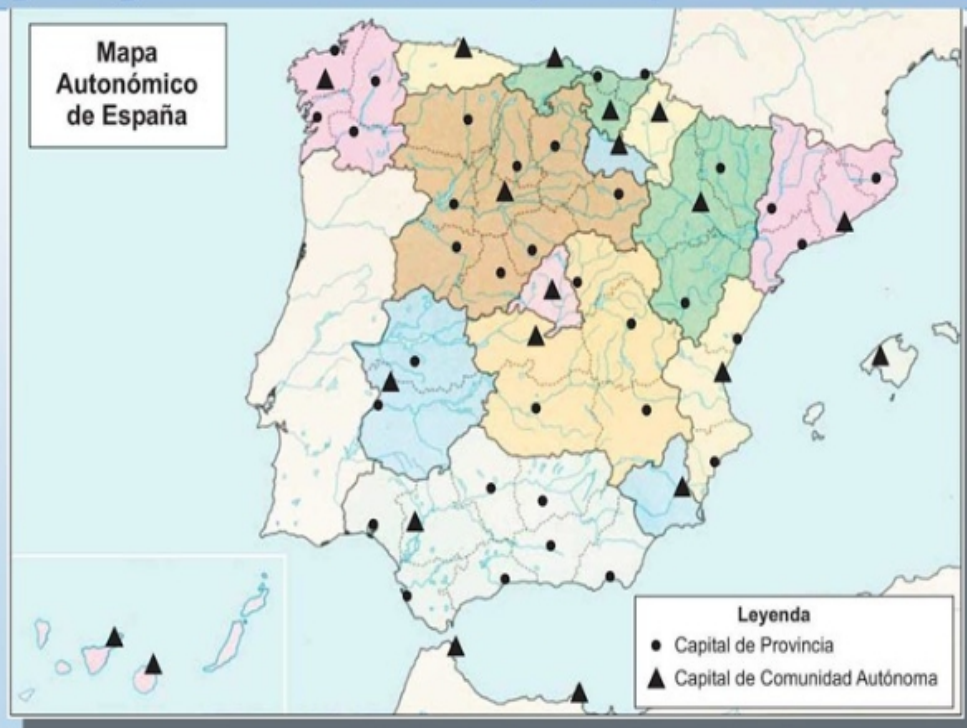 Mapa
Autonómico
de España
Leyenda
Capital de Provincia
Capital de Comunidad Autónoma